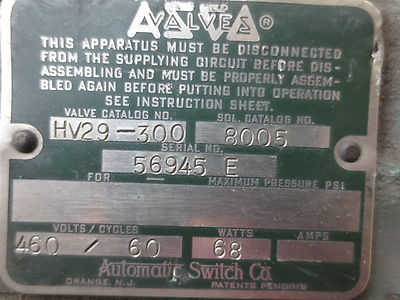 VALVES ®
THIS APPARATUS MUST BE DISCONNECTED
FROM THE SUPPLYING CIRCUIT BEFORE DIS-
ASSEMBLING AND MUST BE PROPERLY ASSEM-
BLED AGAIN BEFORE PUTTING INTO OPERATION
SEE INSTRUCTION SHEET.
VALVE CATALOG NO. SOL. CATALOG NO.
HV29-300 8005
SERIAL NO.
56945 E
FOR MAXIMUM PRESSURE PSI
VOLTS/CYCLES WATTS AMPS
460 / 60 68
Automatic Switch Co.
ORANGE, N.J. PATENTS PENDING